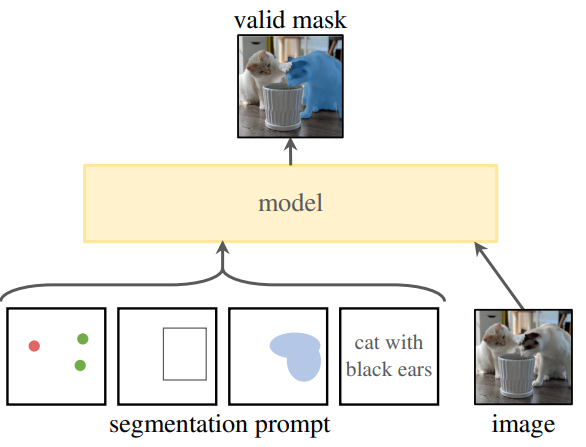 valid mask
model
cat with
black ears
segmentation prompt
image